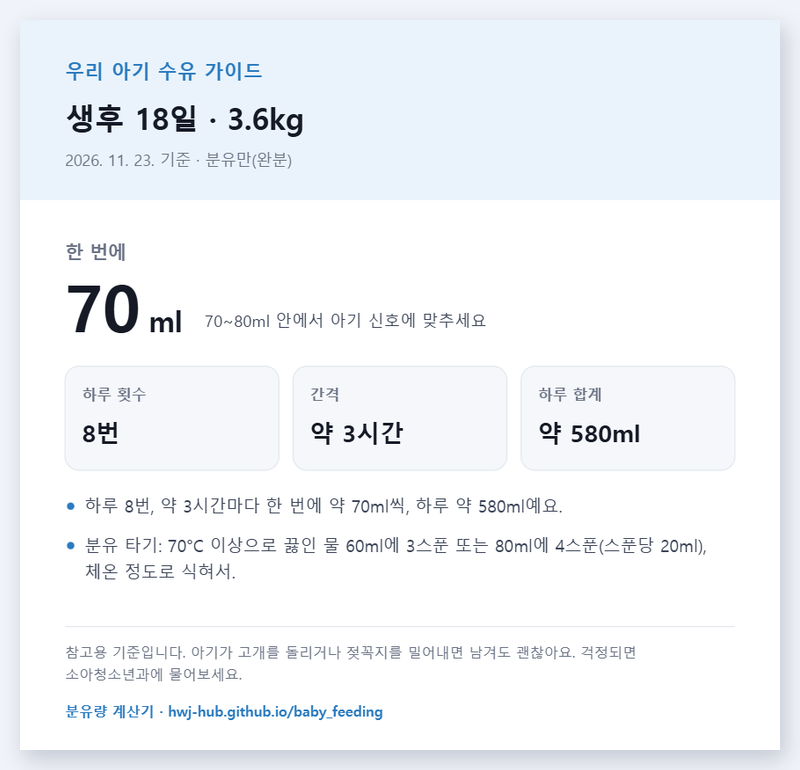 우리 아기 수유 가이드
생후 18일 · 3.6kg
2026. 11. 23. 기준 · 분유만(완분)
한 번에
70 ml 70~80ml 안에서 아기 신호에 맞추세요
하루 횟수
8번
간격
약 3시간
하루 합계
약 580ml
• 하루 8번, 약 3시간마다 한 번에 약 70ml씩, 하루 약 580ml예요.
• 분유 타기: 70°C 이상으로 끓인 물 60ml에 3스푼 또는 80ml에 4스푼(스푼당 20ml),
체온 정도로 식혀서.
참고용 기준입니다. 아기가 고개를 돌리거나 젖꼭지를 밀어내면 남겨도 괜찮아요. 걱정되면
소아청소년과에 물어보세요.
분유량 계산기 · hwj-hub.github.io/baby_feeding